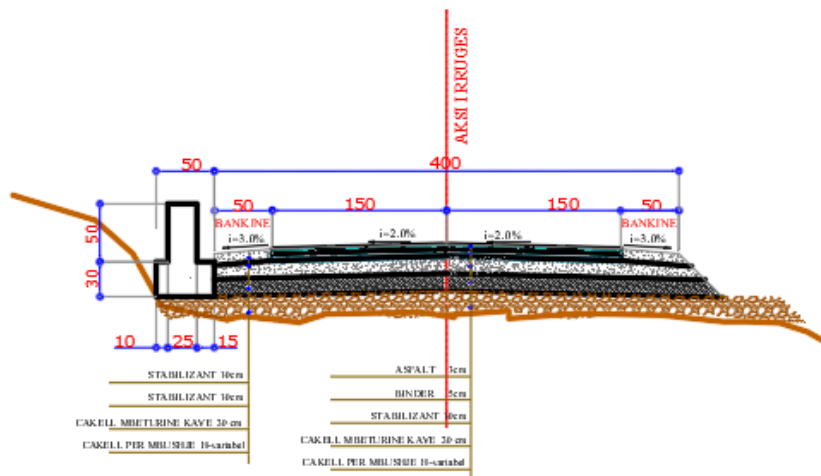 AKSI I RRUGES
50
400
50
150
150
50
BANKINE
BANKINE
i=3.0%
i=2.0%
i=2.0%
i=3.0%
50
30
10
25
15
STABILIZANT 10cm
STABILIZANT 10cm
CAKELL MBETURINE KAVE 20 cm
CAKELL PER MBUSHJE H-variabel
ASFALT 3cm
BINDER 5cm
STABILIZANT 10cm
CAKELL MBETURINE KAVE 20 cm
CAKELL PER MBUSHJE H-variabel